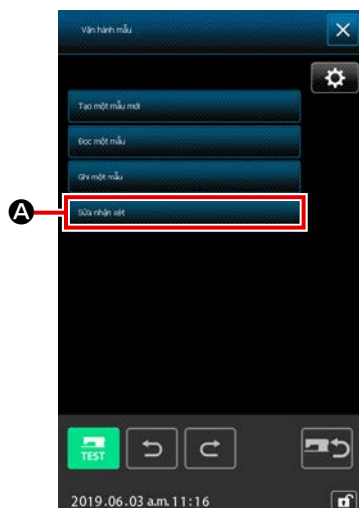 Vận hành mẫu
Tạo một mẫu mới
Đọc một mẫu
Ghi một mẫu
A
Sửa nhận xét
TEST
2019.06.03 a.m.11:16